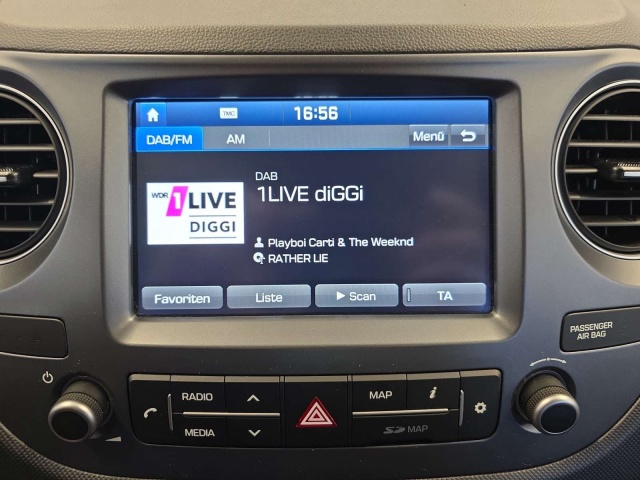 TMC
16:56
DAB/FM
AM
Menü
DAB
1LIVE diGGi
WDR 1LIVE
DIGGI
Playboi Carti & The Weeknd
RATHER LIE
Favoriten
Liste
Scan
TA
PASSENGER
AIR BAG
RADIO
MAP
i
MEDIA
SD MAP